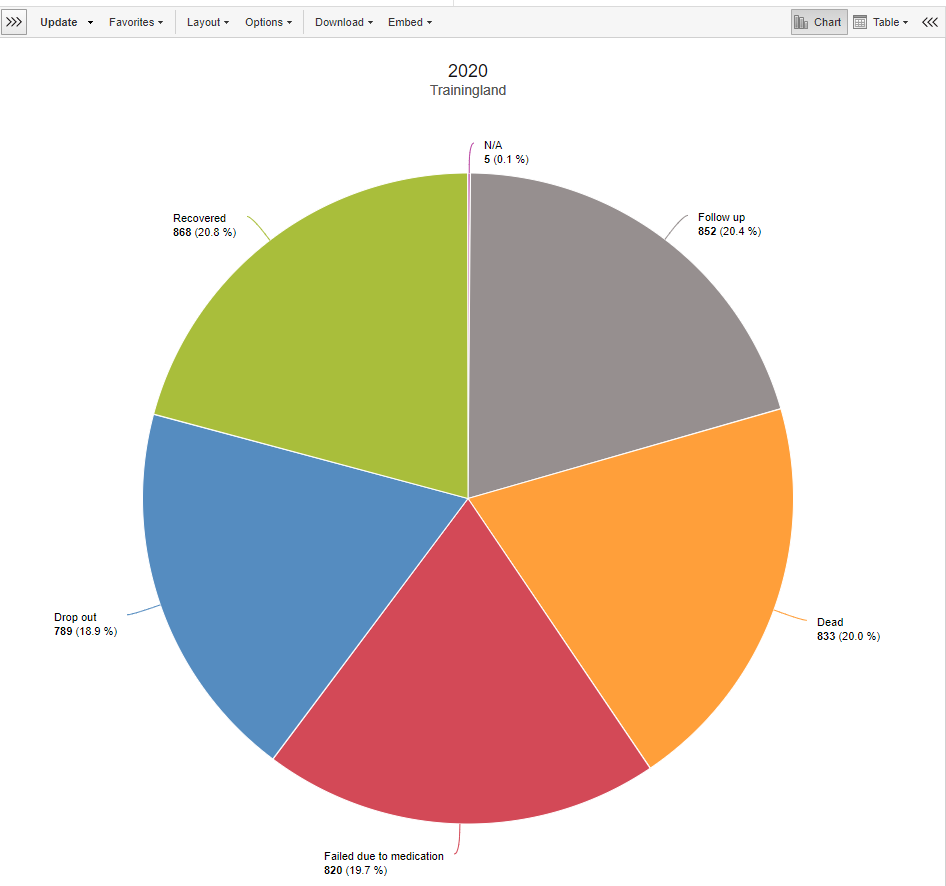 Update Favorites Layout Options Download Embed Chart Table
2020
Trainingland
N/A
5 (0.1 %)
Follow up
852 (20.4 %)
Recovered
868 (20.8 %)
Drop out
789 (18.9 %)
Dead
833 (20.0 %)
Failed due to medication
820 (19.7 %)